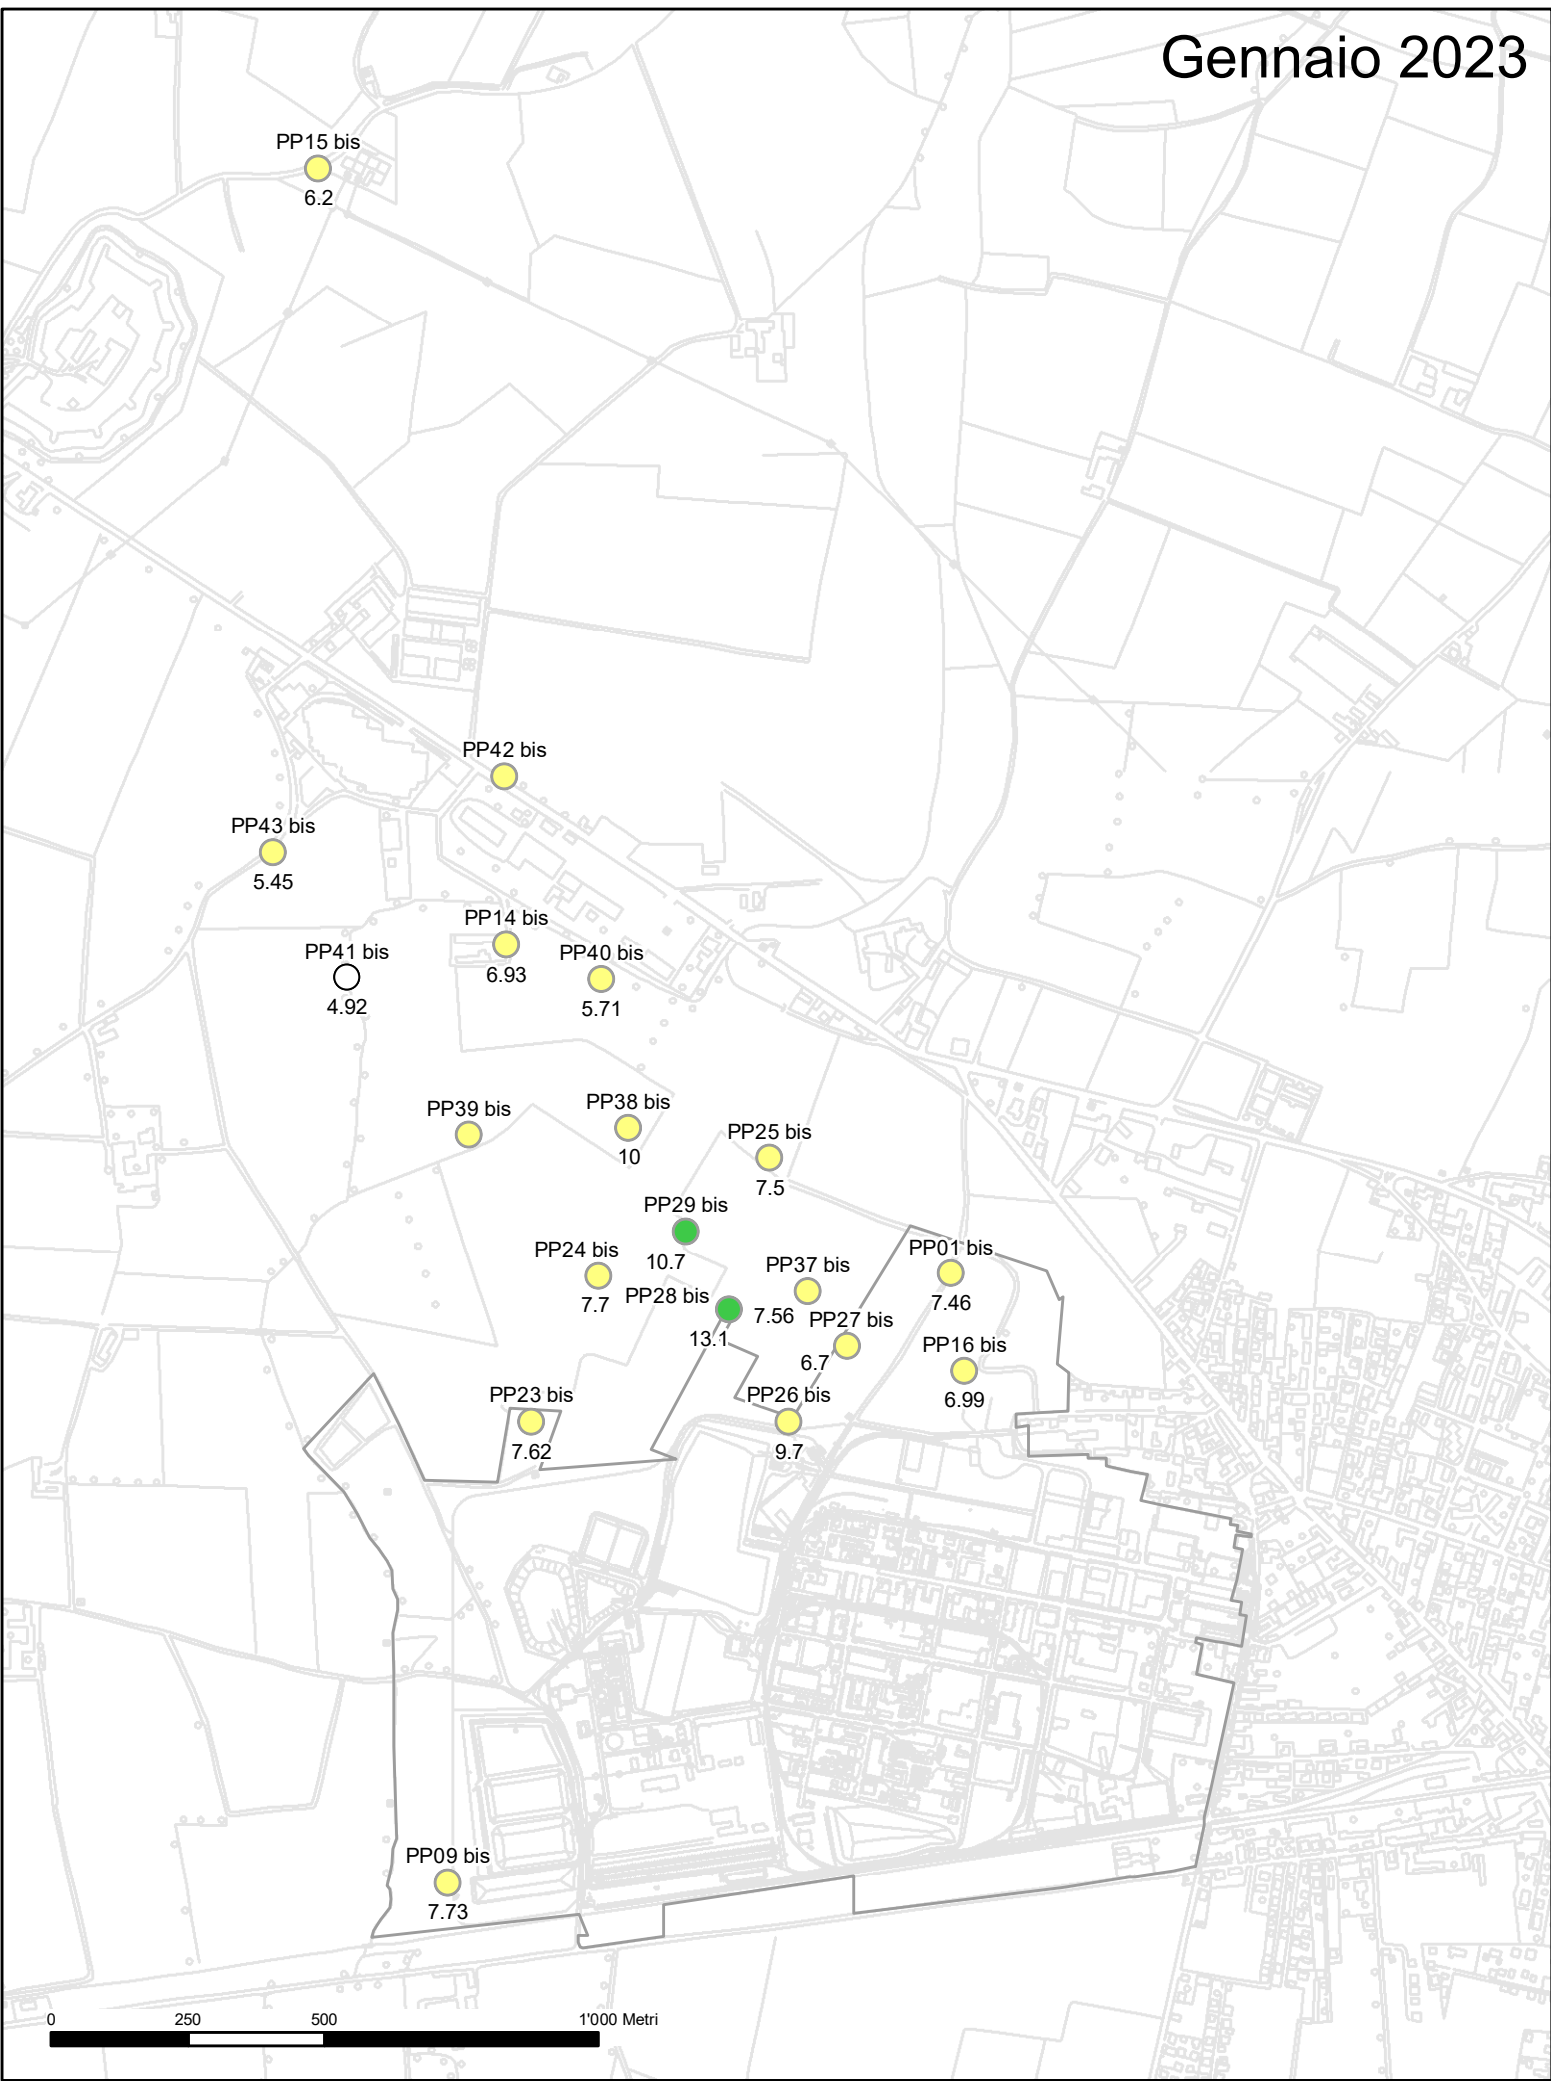 Gennaio 2023
PP15 bis
6.2
PP42 bis
PP43 bis
5.45
PP14 bis
6.93
PP41 bis
4.92
PP40 bis
5.71
PP39 bis
PP38 bis
10
PP25 bis
7.5
PP29 bis
10.7
PP24 bis
7.7
PP01 bis
7.46
PP37 bis
7.56
PP28 bis
13.1
PP27 bis
6.7
PP16 bis
6.99
PP23 bis
7.62
PP26 bis
9.7
PP09 bis
7.73
0 250 500 1'000 Metri